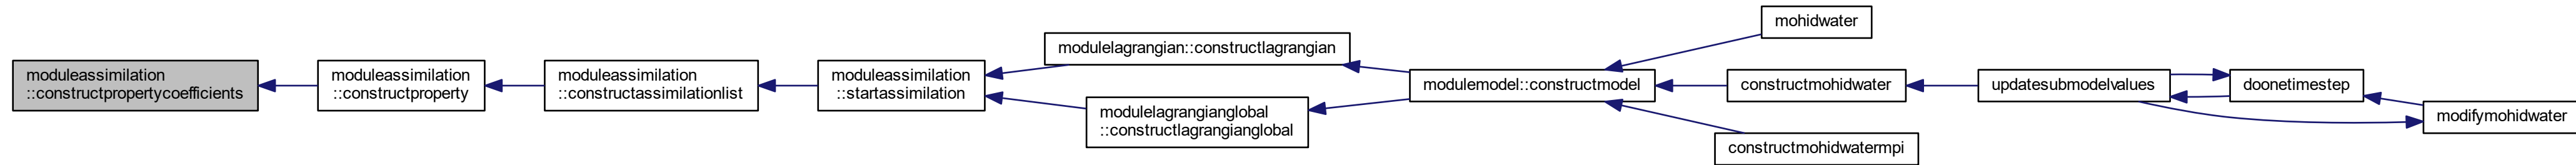 moduleassimilation
::constructpropertycoefficients
moduleassimilation
::constructproperty
moduleassimilation
::constructassimilationlist
moduleassimilation
::startassimilation
modulelagrangian::constructlagrangian
modulelagrangianglobal
::constructlagrangianglobal
modulemodel::constructmodel
mohidwater
constructmohidwater
constructmohidwatermpi
updatesubmodelvalues
doonetimestep
modifymohidwater